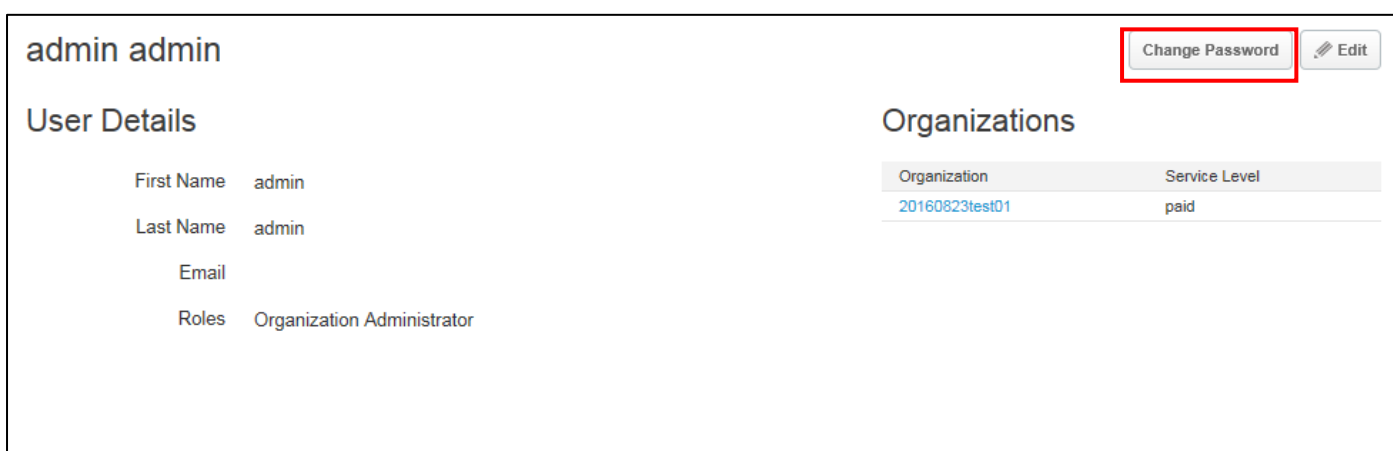 admin admin
Change Password
Edit
User Details
First Name admin
Last Name admin
Email
Roles Organization Administrator
Organizations
Organization Service Level
20160823test01 paid